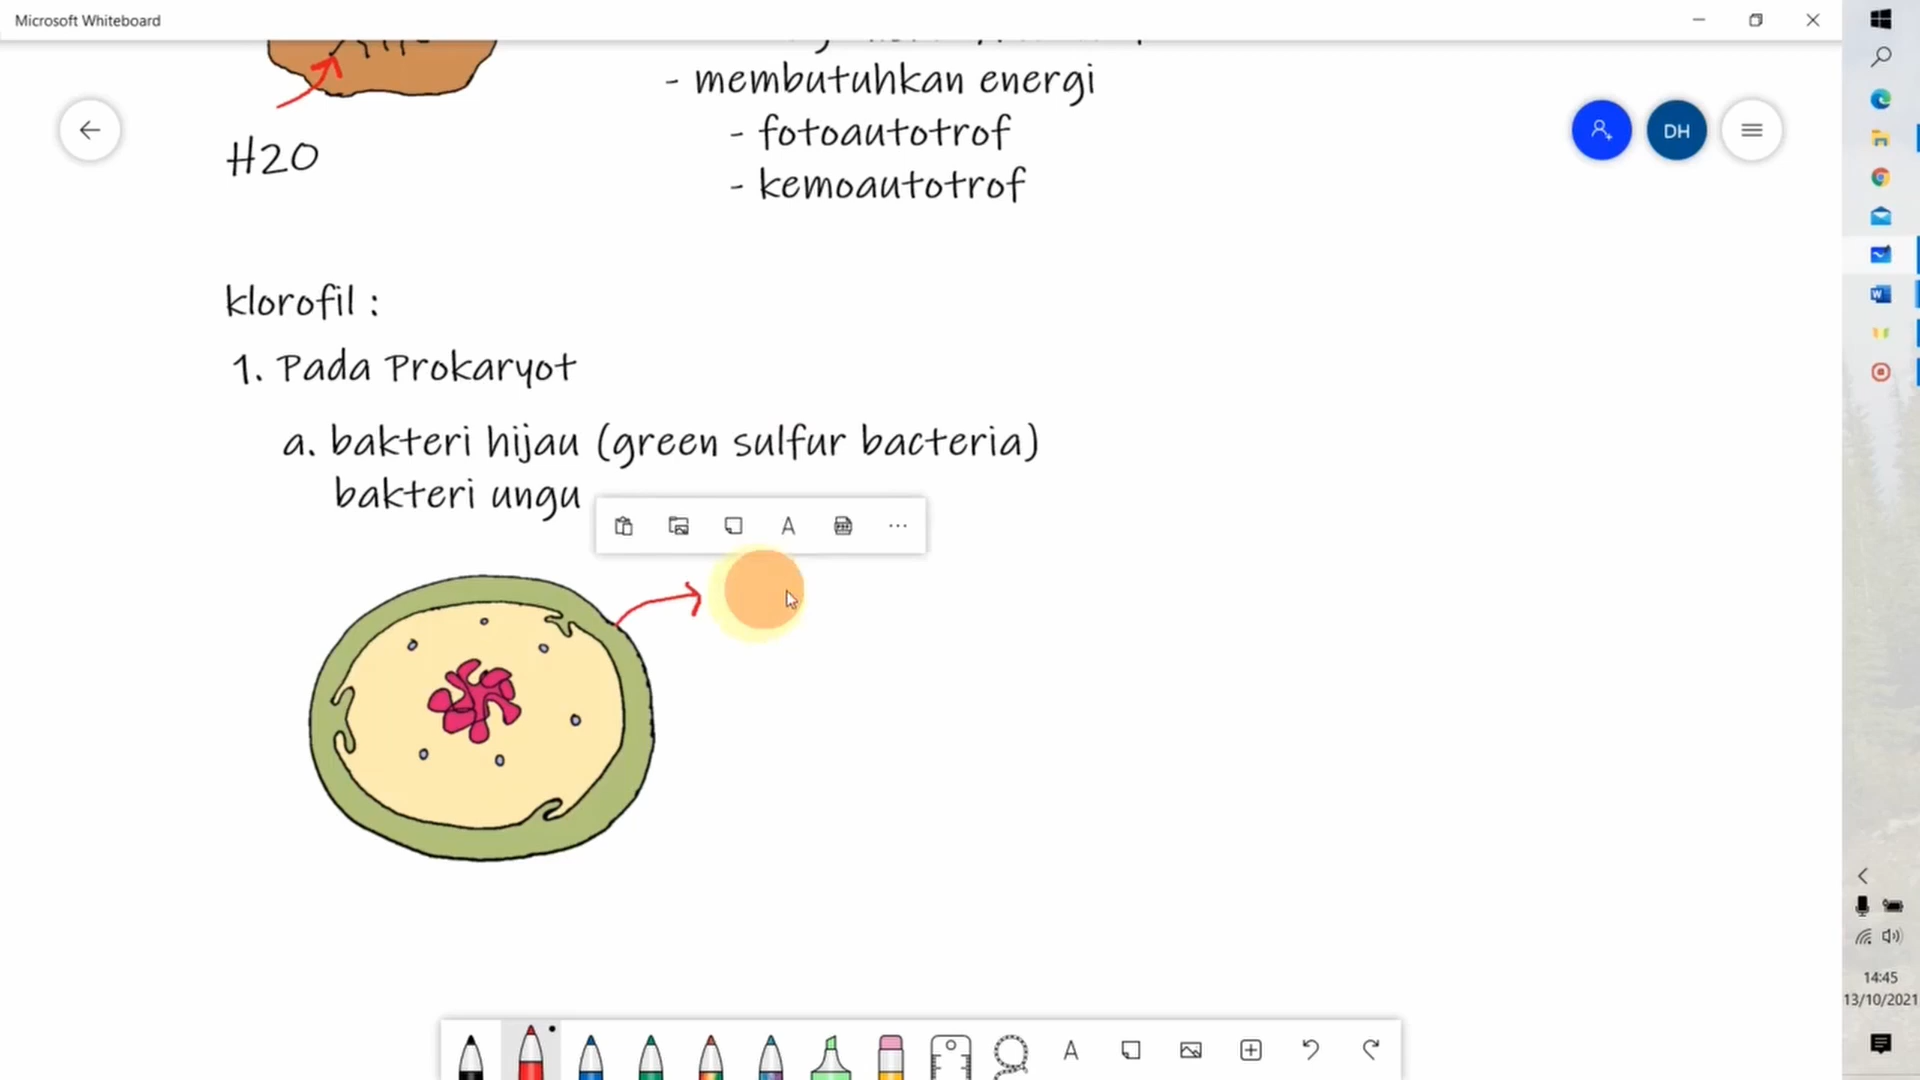 Microsoft Whiteboard
- membutuhkan energi
- fotoautotrof
- kemoautotrof
H2O
DH
klorofil :
1. Pada Prokaryot
a. bakteri hijau (green sulfur bacteria)
bakteri ungu
14:45
13/10/2021